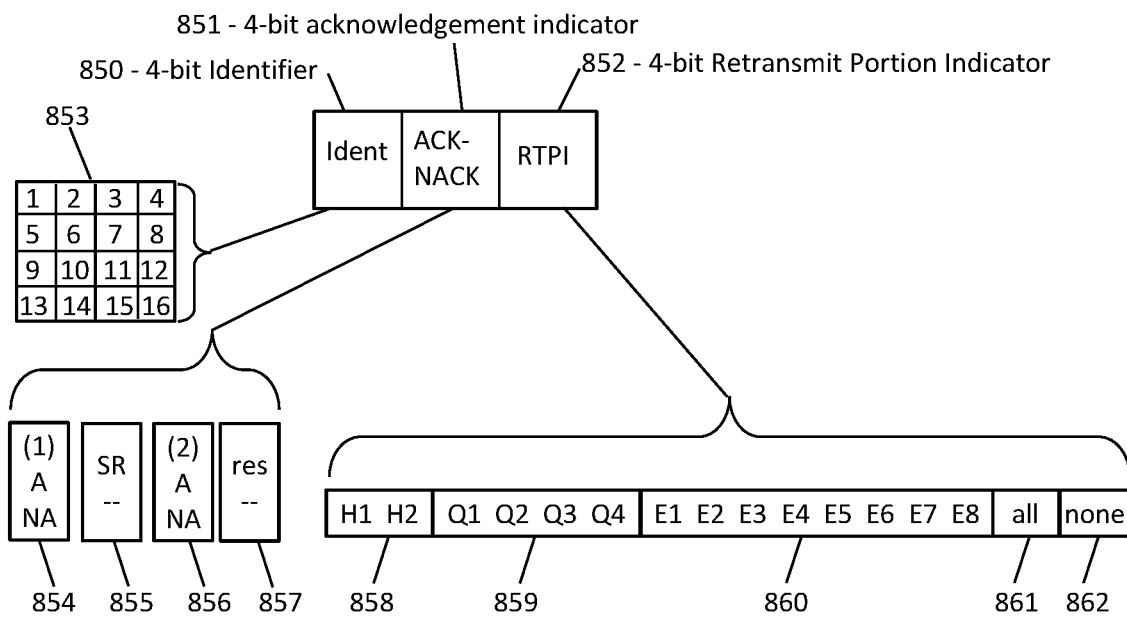 851 - 4-bit acknowledgement indicator
850 - 4-bit Identifier
852 - 4-bit Retransmit Portion Indicator
853
Ident
ACK-
NACK
RTPI
1 2 3 4
5 6 7 8
9 10 11 12
13 14 15 16
(1)
A
NA
SR
--
(2)
A
NA
res
--
H1 H2 Q1 Q2 Q3 Q4 E1 E2 E3 E4 E5 E6 E7 E8 all none
854 855 856 857 858 859 860 861 862